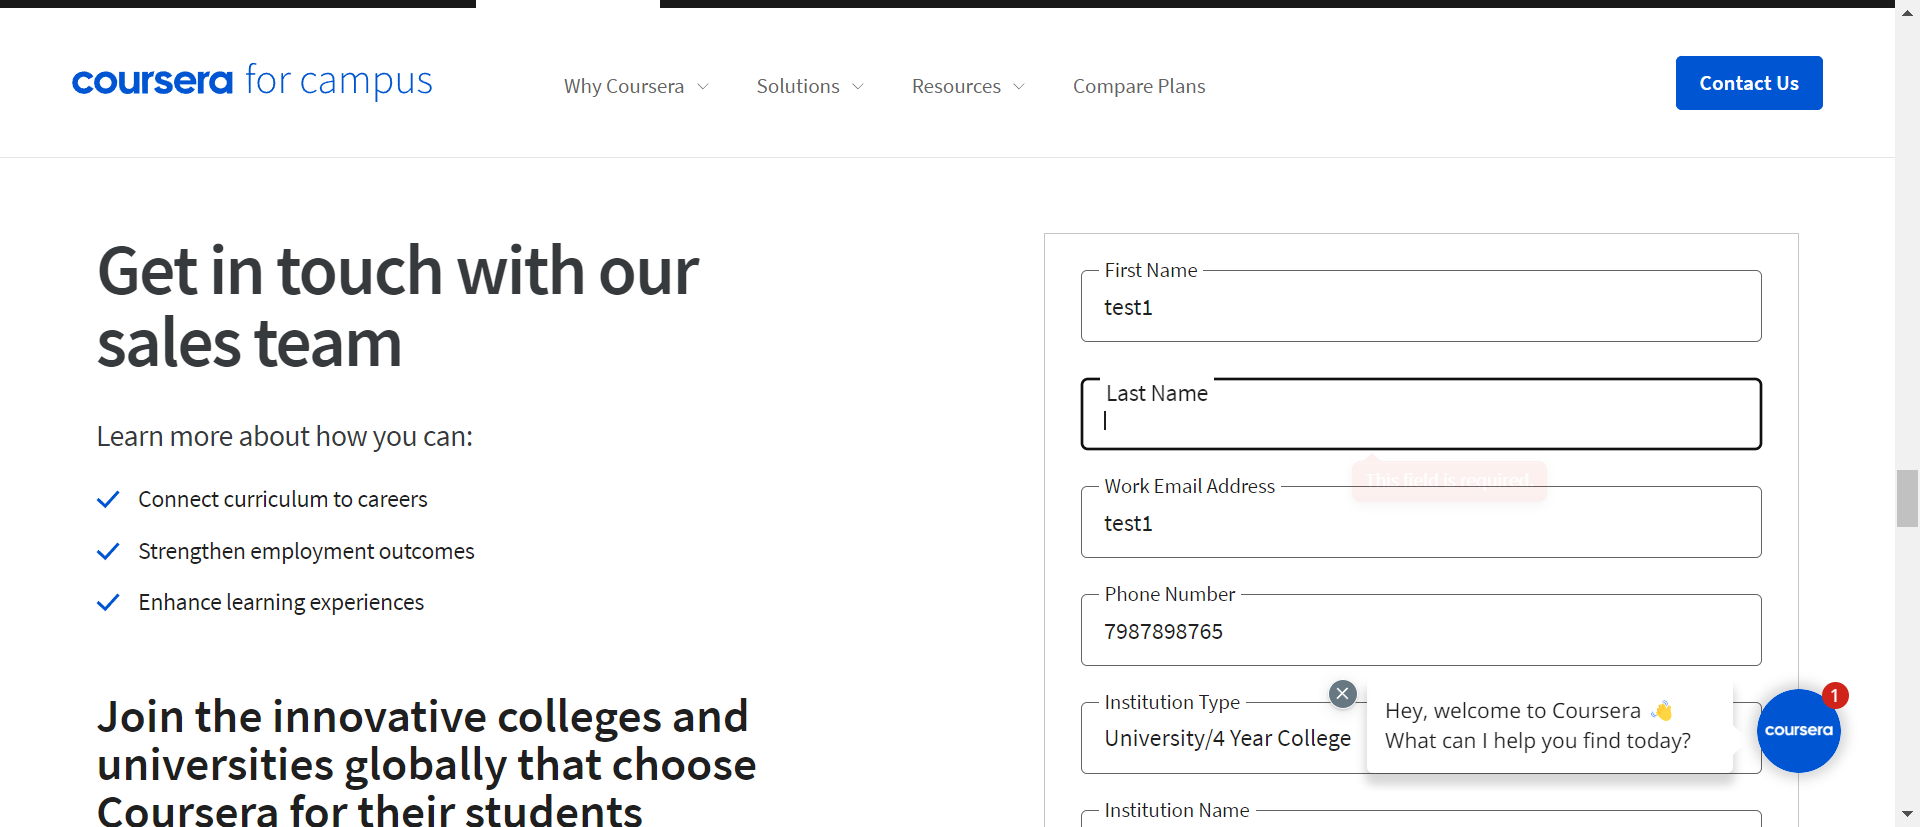 coursera for campus
Why Coursera
Solutions
Resources
Compare Plans
Contact Us
Get in touch with our
sales team
Learn more about how you can:
Connect curriculum to careers
Strengthen employment outcomes
Enhance learning experiences
Join the innovative colleges and
universities globally that choose
Coursera for their students
First Name
test1
Last Name
This field is required.
Work Email Address
test1
Phone Number
7987898765
Institution Type
University/4 Year College
Institution Name
Hey, welcome to Coursera 👋
What can I help you find today?
1
coursera